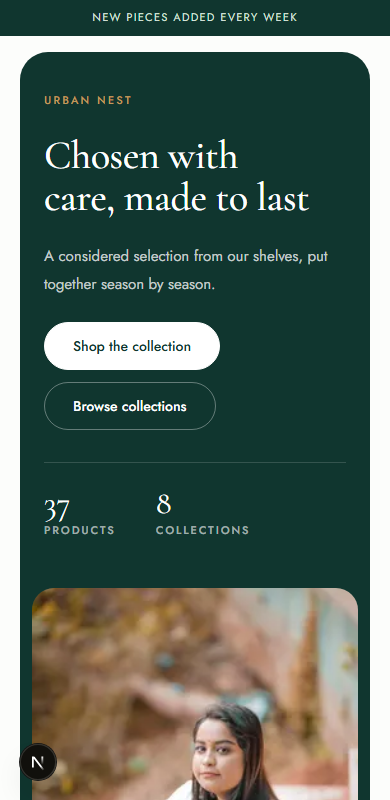 NEW PIECES ADDED EVERY WEEK
URBAN NEST
Chosen with
care, made to last
A considered selection from our shelves, put
together season by season.
Shop the collection
Browse collections
37
PRODUCTS
8
COLLECTIONS
N